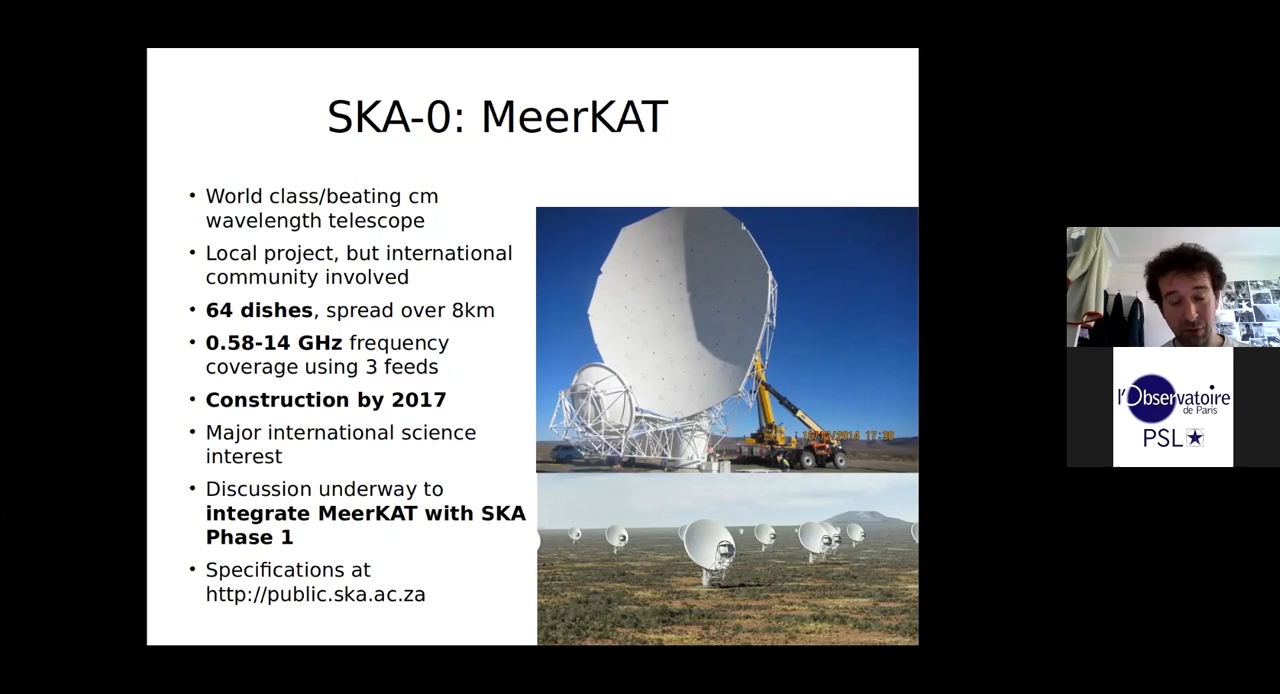 SKA-0: MeerKAT
• World class/beating cm
wavelength telescope
• Local project, but international
community involved
• 64 dishes, spread over 8km
• 0.58-14 GHz frequency
coverage using 3 feeds
• Construction by 2017
• Major international science
interest
• Discussion underway to
integrate MeerKAT with SKA
Phase 1
• Specifications at
http://public.ska.ac.za
l'Observatoire
de Paris
PSL